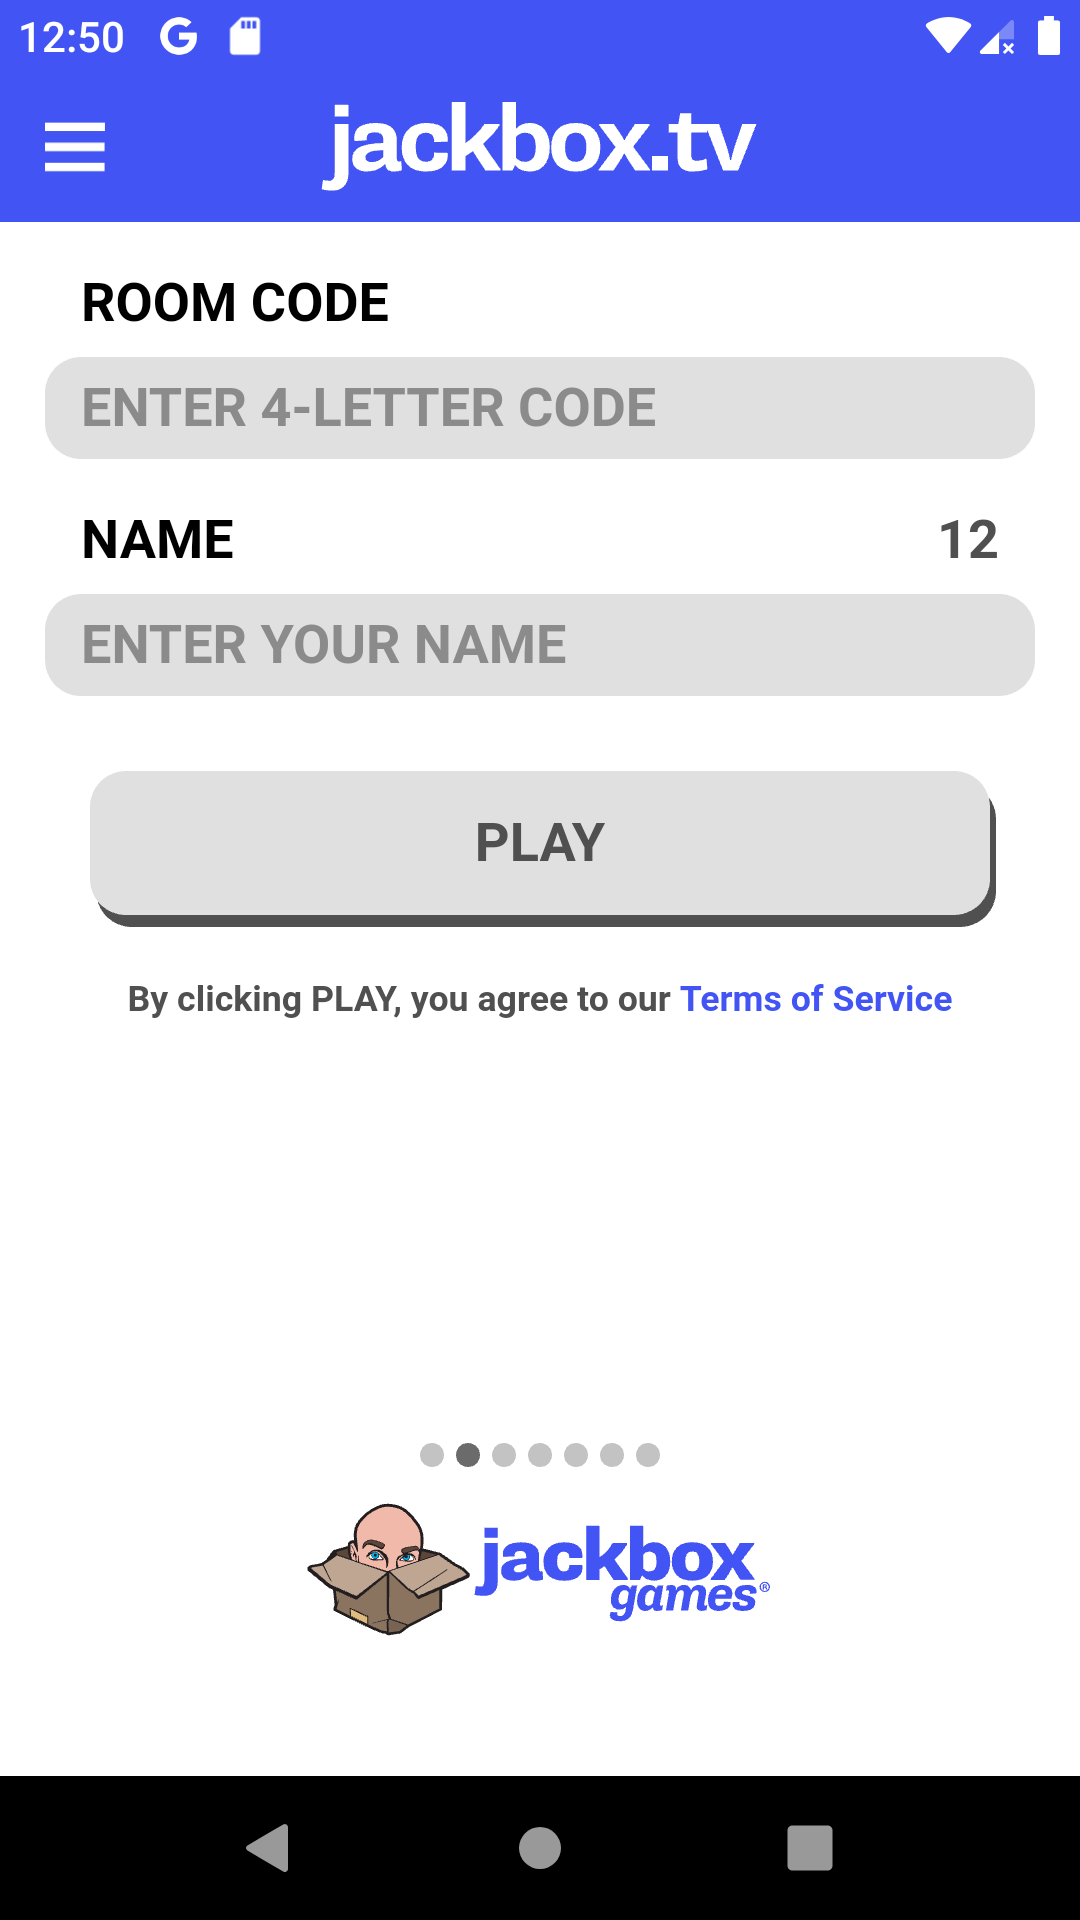 12:50
jackbox.tv
ROOM CODE
ENTER 4-LETTER CODE
NAME 12
ENTER YOUR NAME
PLAY
By clicking PLAY, you agree to our Terms of Service
jackbox
games®